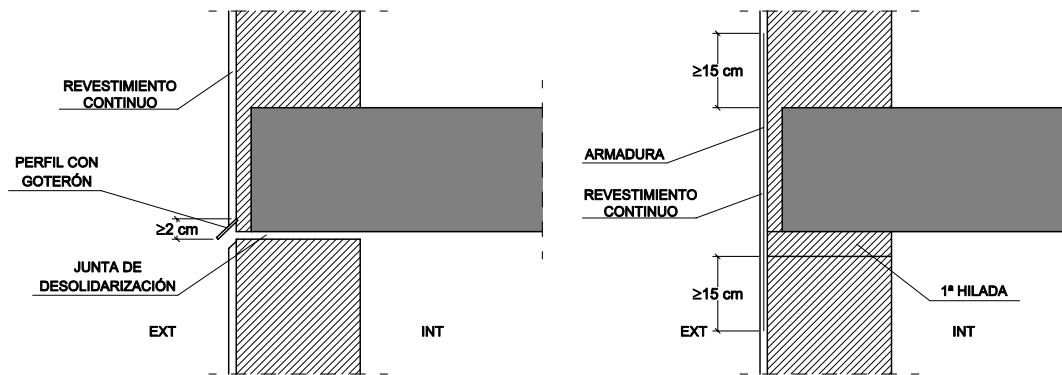 REVESTIMIENTO
CONTINUO
PERFIL CON
GOTERÓN
≥2 cm
JUNTA DE
DESOLIDARIZACIÓN
EXT
INT
≥15 cm
ARMADURA
REVESTIMIENTO
CONTINUO
≥15 cm
1ª HILADA
EXT
INT